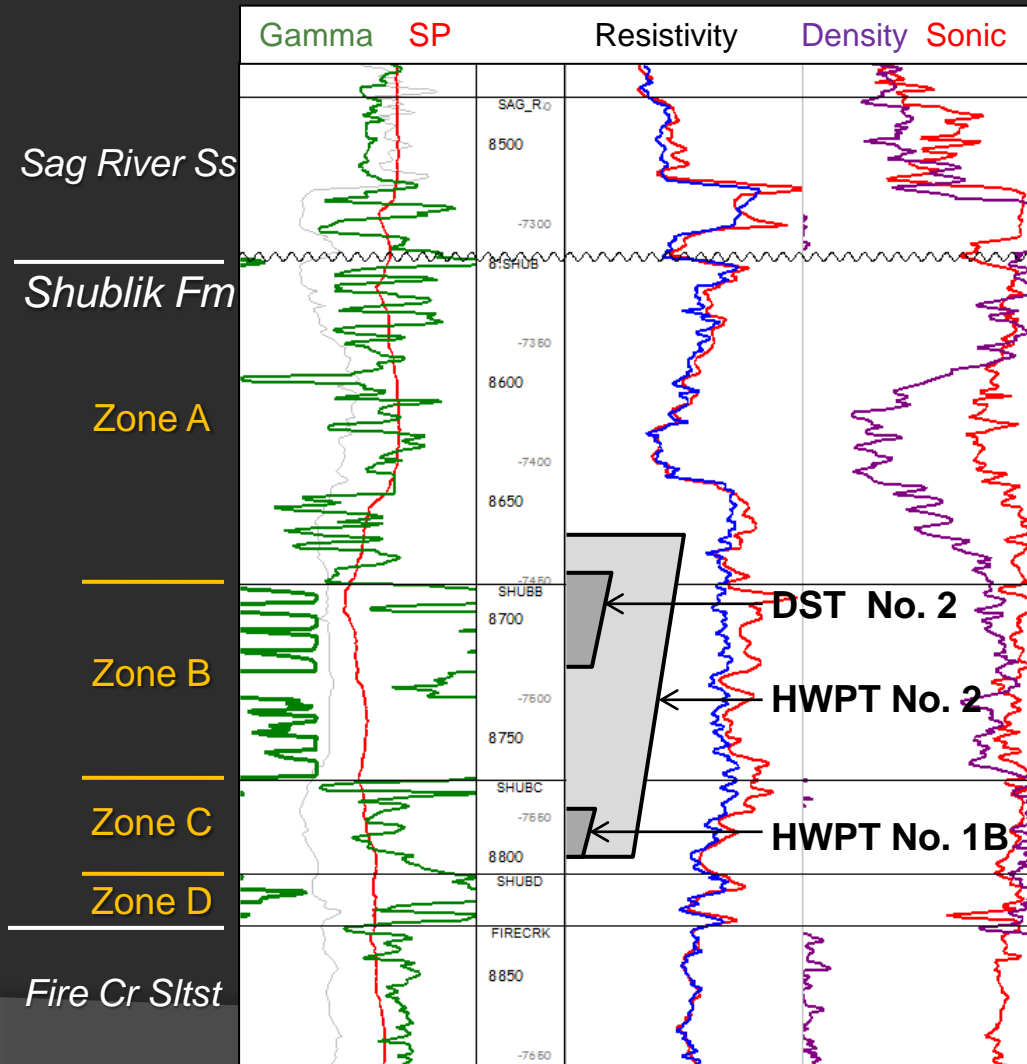 Gamma SP Resistivity Density Sonic
SAG_R
8500
Sag River Ss
-7300
SHUB
Shublik Fm
-7350
8600
Zone A
-7400
8650
-7450
SHUBB
DST No. 2
8700
Zone B
-7500
HWPT No. 2
8750
SHUBC
Zone C
HWPT No. 1B
8800
SHUBD
Zone D
FIRECRK
8850
Fire Cr Sltst